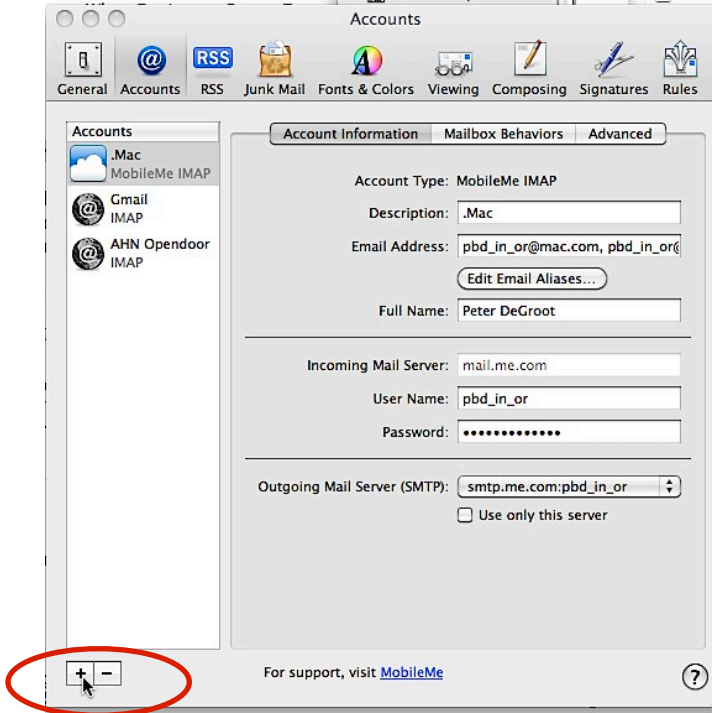 Accounts
RSS
General Accounts RSS Junk Mail Fonts & Colors Viewing Composing Signatures Rules
Accounts
.Mac
MobileMe IMAP
Gmail
IMAP
AHN Opendoor
IMAP
Account Information Mailbox Behaviors Advanced
Account Type: MobileMe IMAP
Description: .Mac
Email Address: pbd_in_or@mac.com, pbd_in_or@
Edit Email Aliases...
Full Name: Peter DeGroot
Incoming Mail Server: mail.me.com
User Name: pbd_in_or
Password: •••••••••••••
Outgoing Mail Server (SMTP): smtp.me.com:pbd_in_or
Use only this server
+ −
For support, visit MobileMe
?